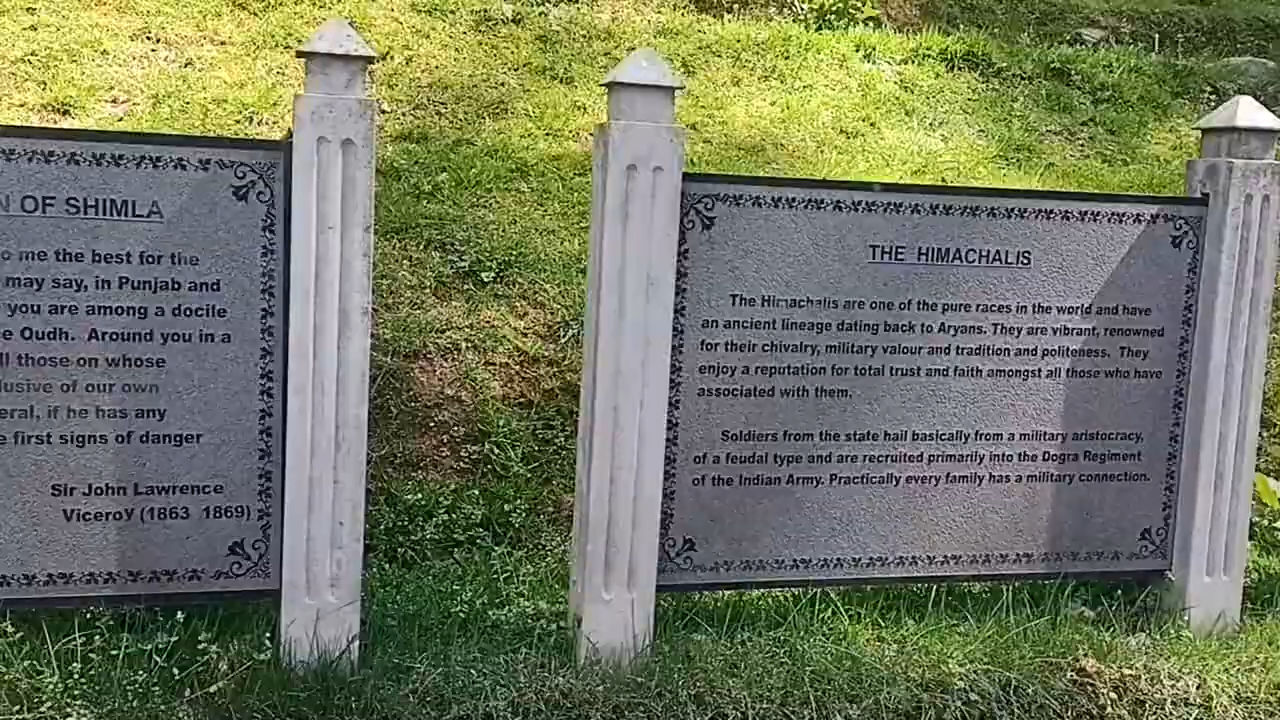 N OF SHIMLA
o me the best for the
may say, in Punjab and
you are among a docile
e Oudh. Around you in a
ll those on whose
lusive of our own
eral, if he has any
e first signs of danger
Sir John Lawrence
Viceroy (1863 1869)
THE HIMACHALIS
The Himachalis are one of the pure races in the world and have
an ancient lineage dating back to Aryans. They are vibrant, renowned
for their chivalry, military valour and tradition and politeness. They
enjoy a reputation for total trust and faith amongst all those who have
associated with them.
Soldiers from the state hail basically from a military aristocracy,
of a feudal type and are recruited primarily into the Dogra Regiment
of the Indian Army. Practically every family has a military connection.